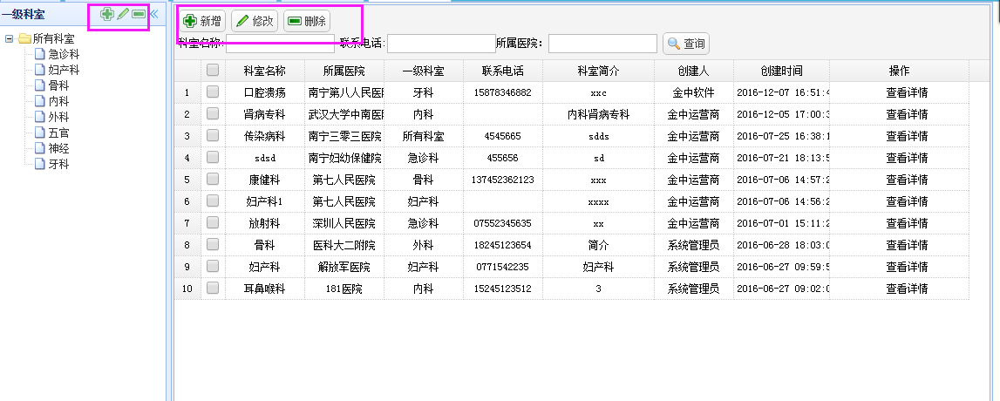 一级科室
所有科室
急诊科
妇产科
骨科
内科
外科
五官
神经
牙科
新增 修改 删除
科室名称: 联系电话: 所属医院: 查询
科室名称 所属医院 一级科室 联系电话 科室简介 创建人 创建时间 操作
1 口腔溃疡 南宁第八人民医院 牙科 15878346882 xxc 金中软件 2016-12-07 16:51:4 查看详情
2 肾病专科 武汉大学中南医院 内科 内科肾病专科 金中运营商 2016-12-05 17:00:3 查看详情
3 传染病科 南宁三零三医院 所有科室 4545665 sdds 金中运营商 2016-07-25 16:38:1 查看详情
4 sdsd 南宁妇幼保健院 急诊科 455656 sd 金中运营商 2016-07-21 18:13:5 查看详情
5 康健科 第七人民医院 骨科 137452362123 xxx 金中运营商 2016-07-06 14:57:2 查看详情
6 妇产科1 第七人民医院 妇产科 xxxx 金中运营商 2016-07-06 14:56:2 查看详情
7 放射科 深圳人民医院 急诊科 07552345635 xx 金中运营商 2016-07-01 15:11:2 查看详情
8 骨科 医科大二附院 外科 18245123654 简介 系统管理员 2016-06-28 18:03:0 查看详情
9 妇产科 解放军医院 妇产科 0771542235 妇产科 系统管理员 2016-06-27 09:59:5 查看详情
10 耳鼻喉科 181医院 内科 15245123512 3 系统管理员 2016-06-27 09:02:0 查看详情